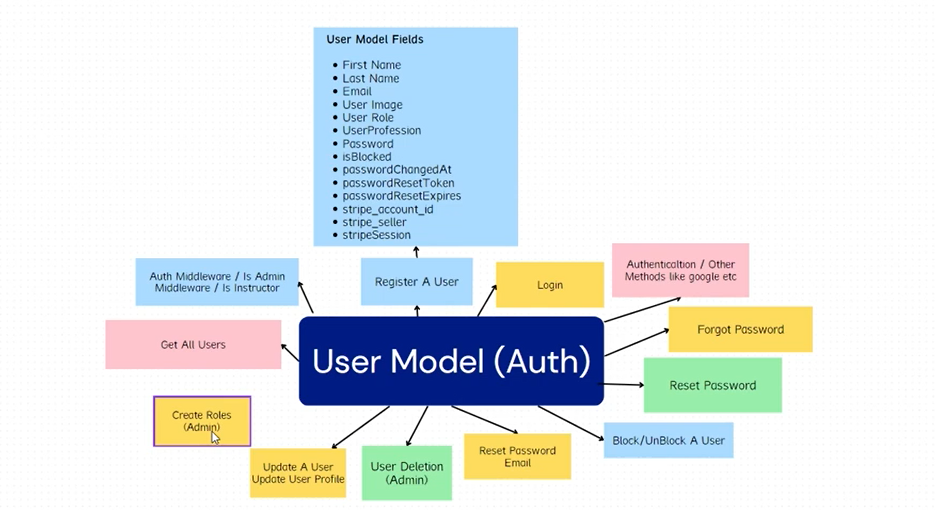 User Model Fields
• First Name
• Last Name
• Email
• User Image
• User Role
• UserProfession
• Password
• isBlocked
• passwordChangedAt
• passwordResetToken
• passwordResetExpires
• stripe_account_id
• stripe_seller
• stripeSession
Auth Middleware / Is Admin
Middleware / Is Instructor
Register A User
Login
Authenticaltion / Other
Methods like google etc
Get All Users
User Model (Auth)
Forgot Password
Reset Password
Create Roles
(Admin)
Update A User
Update User Profile
User Deletion
(Admin)
Reset Password
Email
Block/UnBlock A User